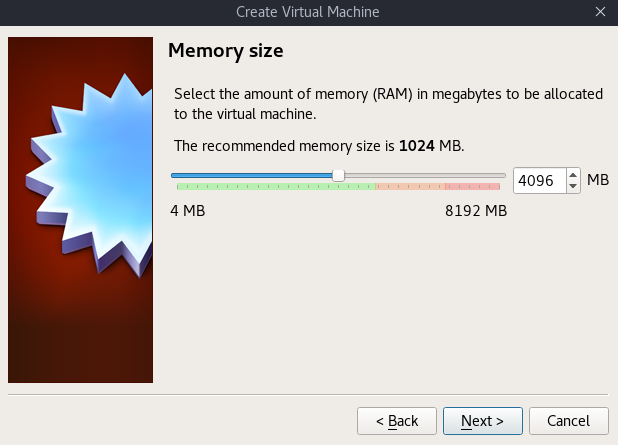 Create Virtual Machine
Memory size
Select the amount of memory (RAM) in megabytes to be allocated
to the virtual machine.
The recommended memory size is 1024 MB.
4096 MB
4 MB 8192 MB
< Back Next > Cancel